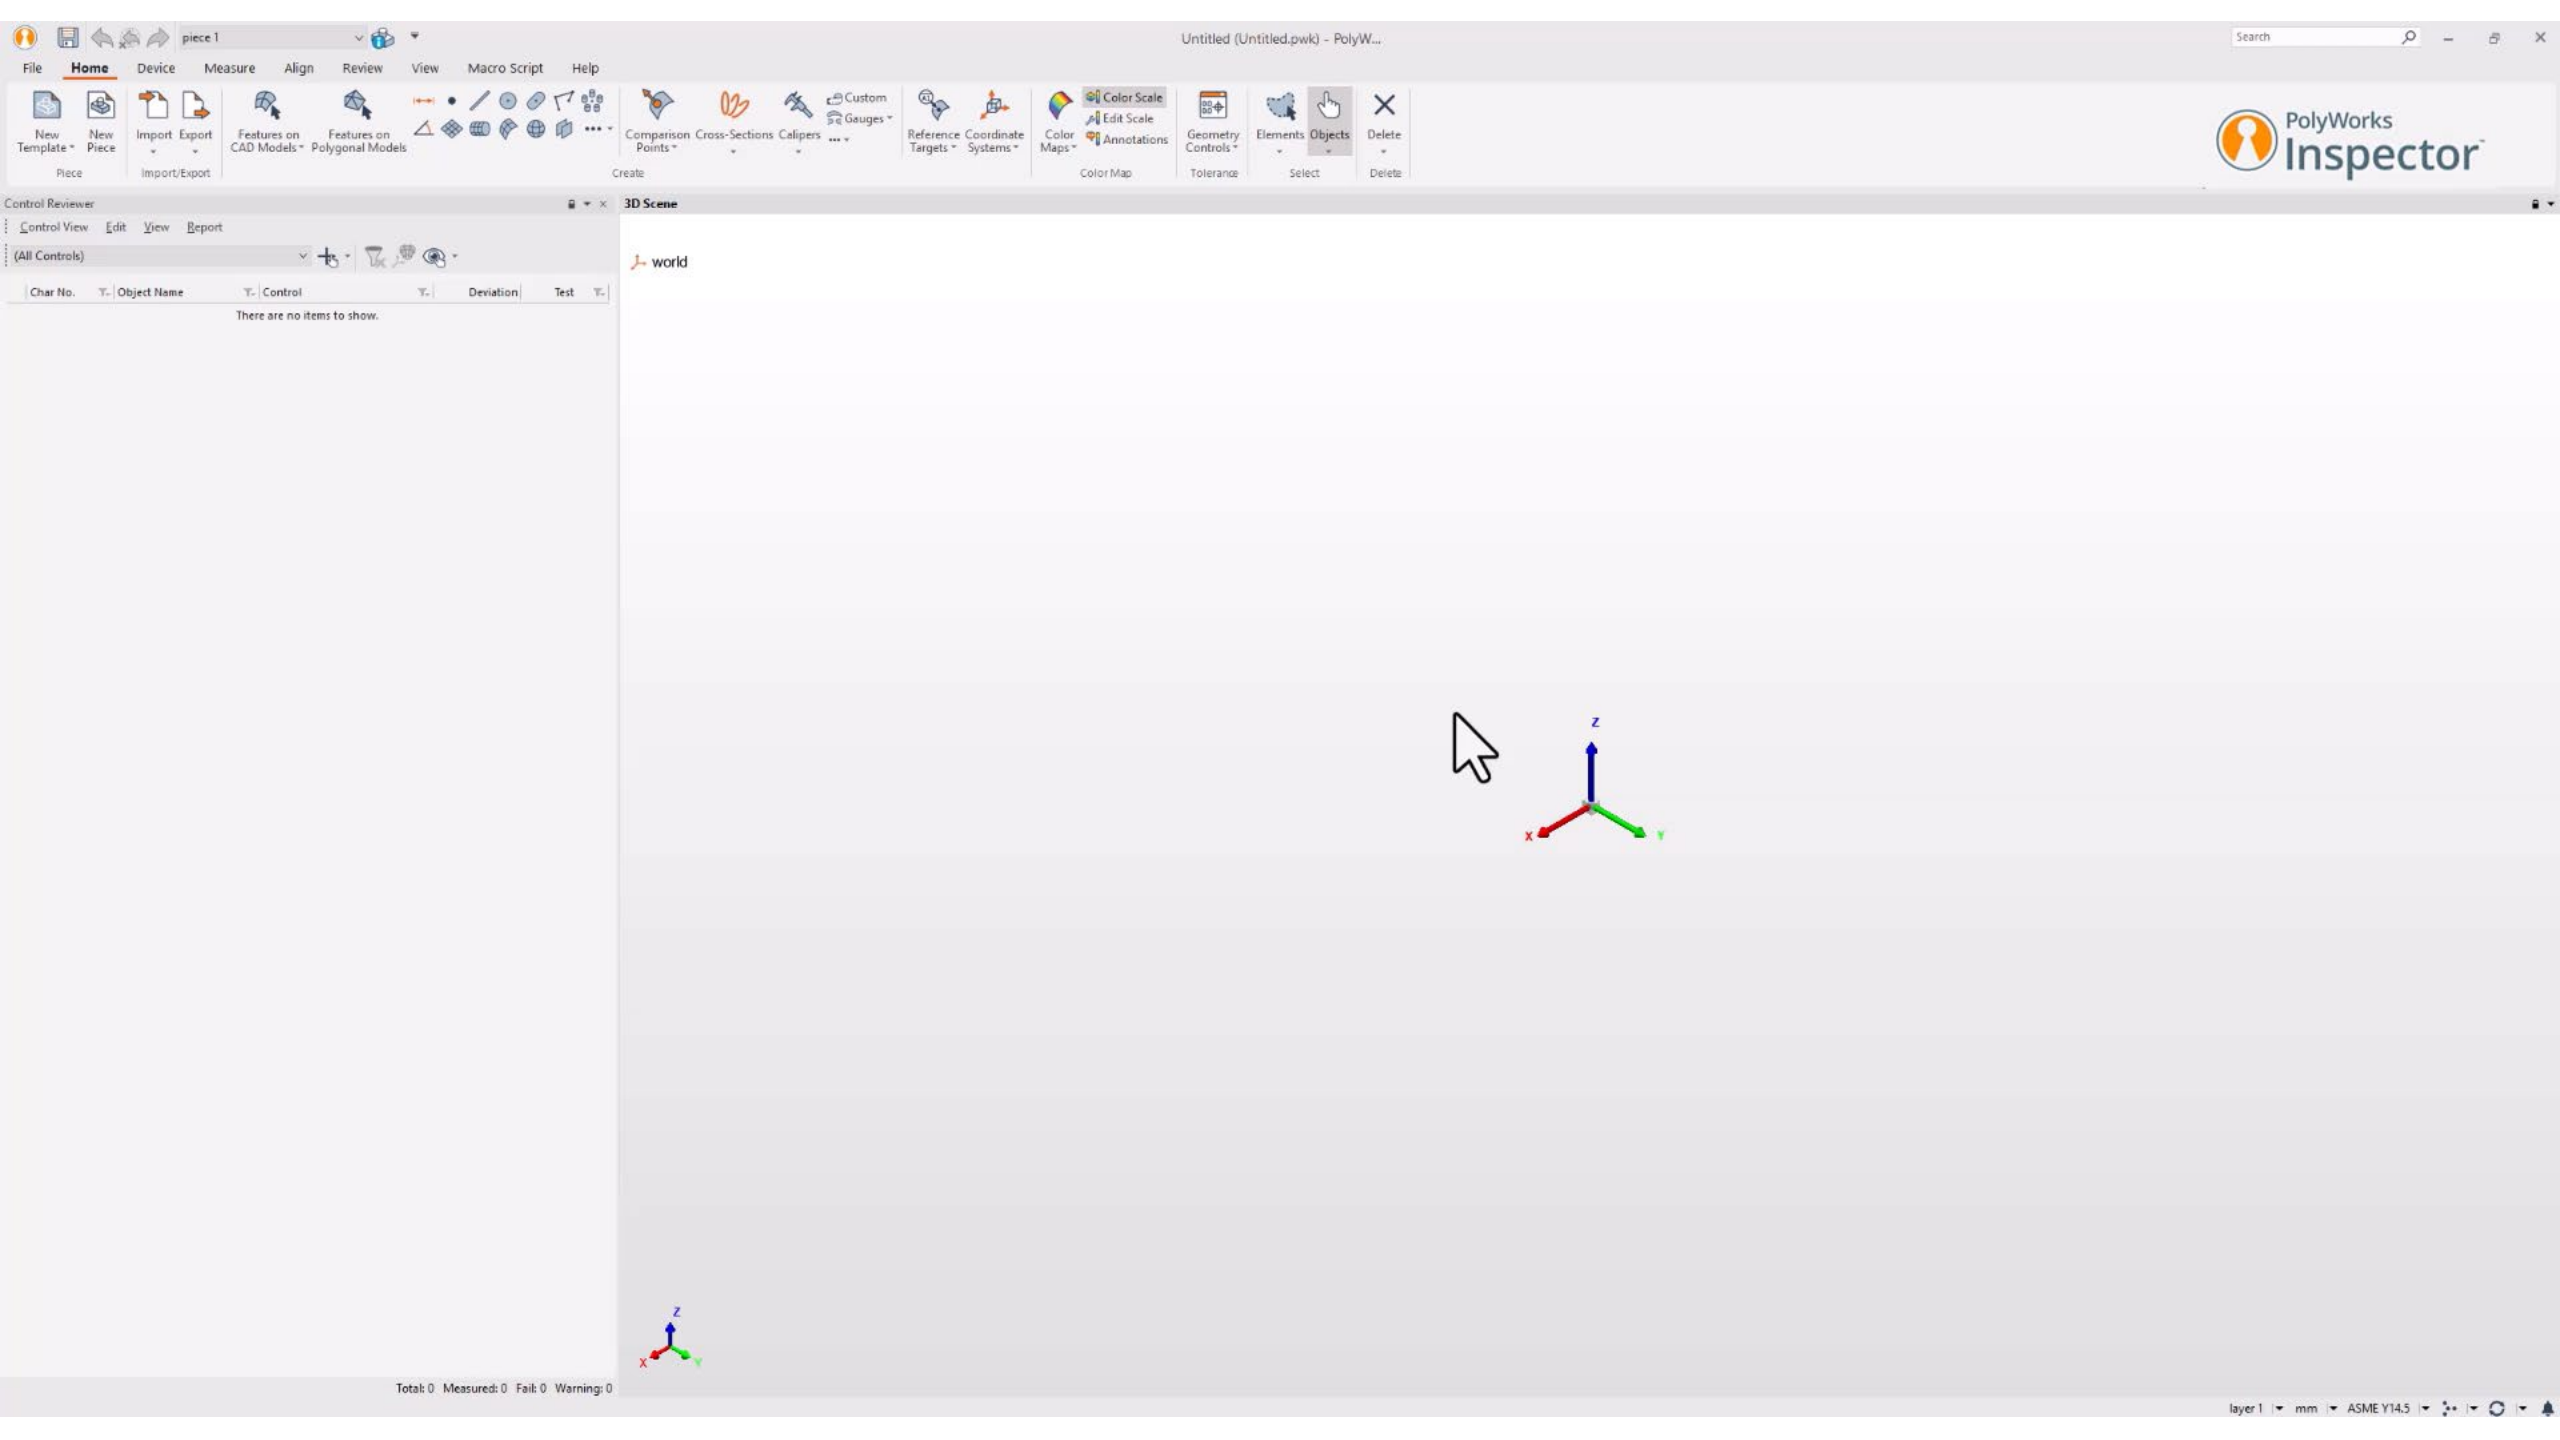 piece 1
Untitled (Untitled.pwk) - PolyW...
Search
File Home Device Measure Align Review View Macro Script Help
New Template
New Piece
Import
Export
Features on CAD Models
Features on Polygonal Models
Comparison Points
Cross-Sections
Calipers
Custom
Gauges
Reference Targets
Coordinate Systems
Color Maps
Color Scale
Edit Scale
Annotations
Geometry Controls
Elements
Objects
Delete
Piece
Import/Export
Create
Color Map
Tolerance
Select
Delete
PolyWorks
Inspector™
Control Reviewer
3D Scene
Control View Edit View Report
(All Controls)
world
Char No. Object Name Control Deviation Test
There are no items to show.
Z
X Y
Z
X Y
Total: 0 Measured: 0 Fail: 0 Warning: 0
layer 1 mm ASME Y14.5